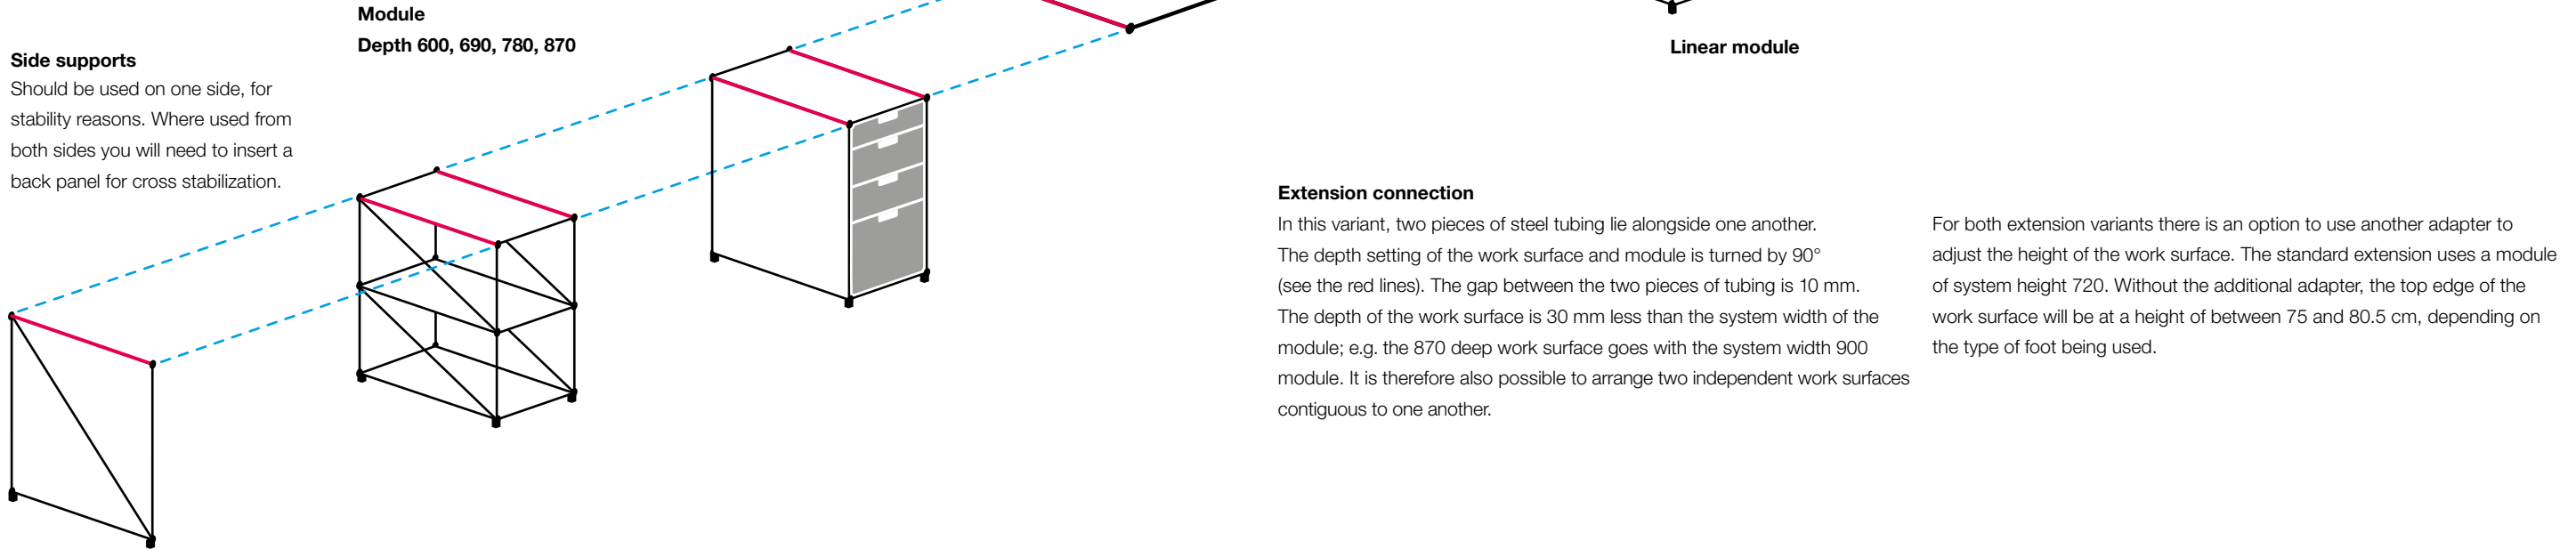 Module
Depth 600, 690, 780, 870
Side supports
Should be used on one side, for
stability reasons. Where used from
both sides you will need to insert a
back panel for cross stabilization.
Linear module
Extension connection
In this variant, two pieces of steel tubing lie alongside one another.
The depth setting of the work surface and module is turned by 90°
(see the red lines). The gap between the two pieces of tubing is 10 mm.
The depth of the work surface is 30 mm less than the system width of the
module; e.g. the 870 deep work surface goes with the system width 900
module. It is therefore also possible to arrange two independent work surfaces
contiguous to one another.
For both extension variants there is an option to use another adapter to
adjust the height of the work surface. The standard extension uses a module
of system height 720. Without the additional adapter, the top edge of the
work surface will be at a height of between 75 and 80.5 cm, depending on
the type of foot being used.